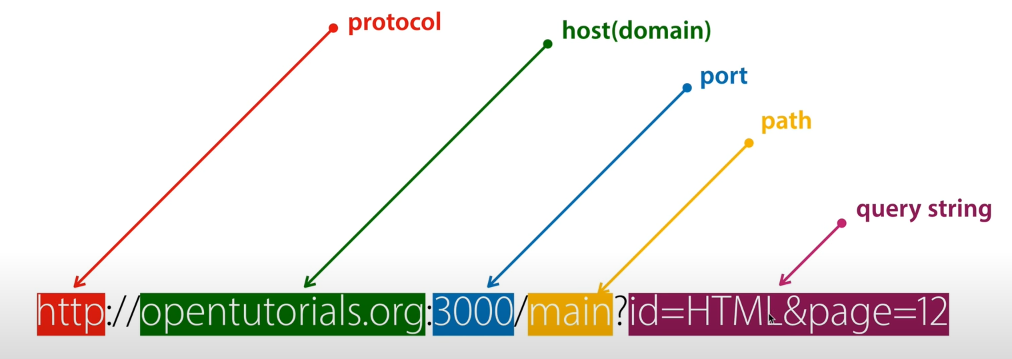 protocol
host(domain)
port
path
query string
http://opentutorials.org:3000/main?id=HTML&page=12